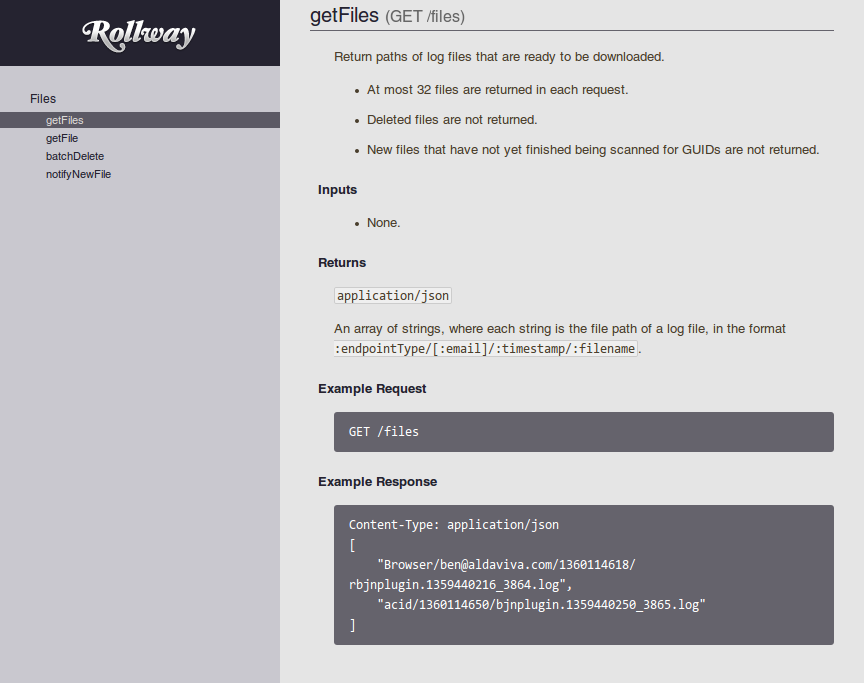 Rollway
Files
getFiles
getFile
batchDelete
notifyNewFile
getFiles (GET /files)
Return paths of log files that are ready to be downloaded.
• At most 32 files are returned in each request.
• Deleted files are not returned.
• New files that have not yet finished being scanned for GUIDs are not returned.
Inputs
• None.
Returns
application/json
An array of strings, where each string is the file path of a log file, in the format
:endpointType/[:email]/:timestamp/:filename.
Example Request
GET /files
Example Response
Content-Type: application/json
[
    "Browser/ben@aldaviva.com/1360114618/
rbjnplugin.1359440216_3864.log",
    "acid/1360114650/bjnplugin.1359440250_3865.log"
]